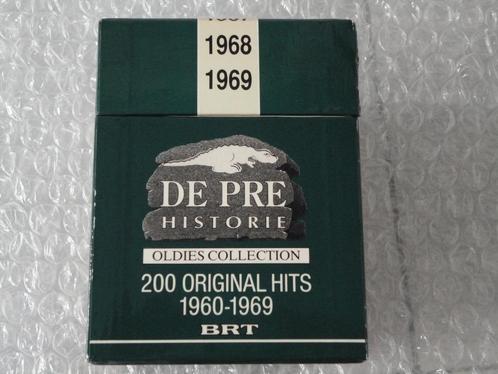 1968
1969
DE PRE
HISTORIE
OLDIES COLLECTION
200 ORIGINAL HITS
1960-1969
BRT